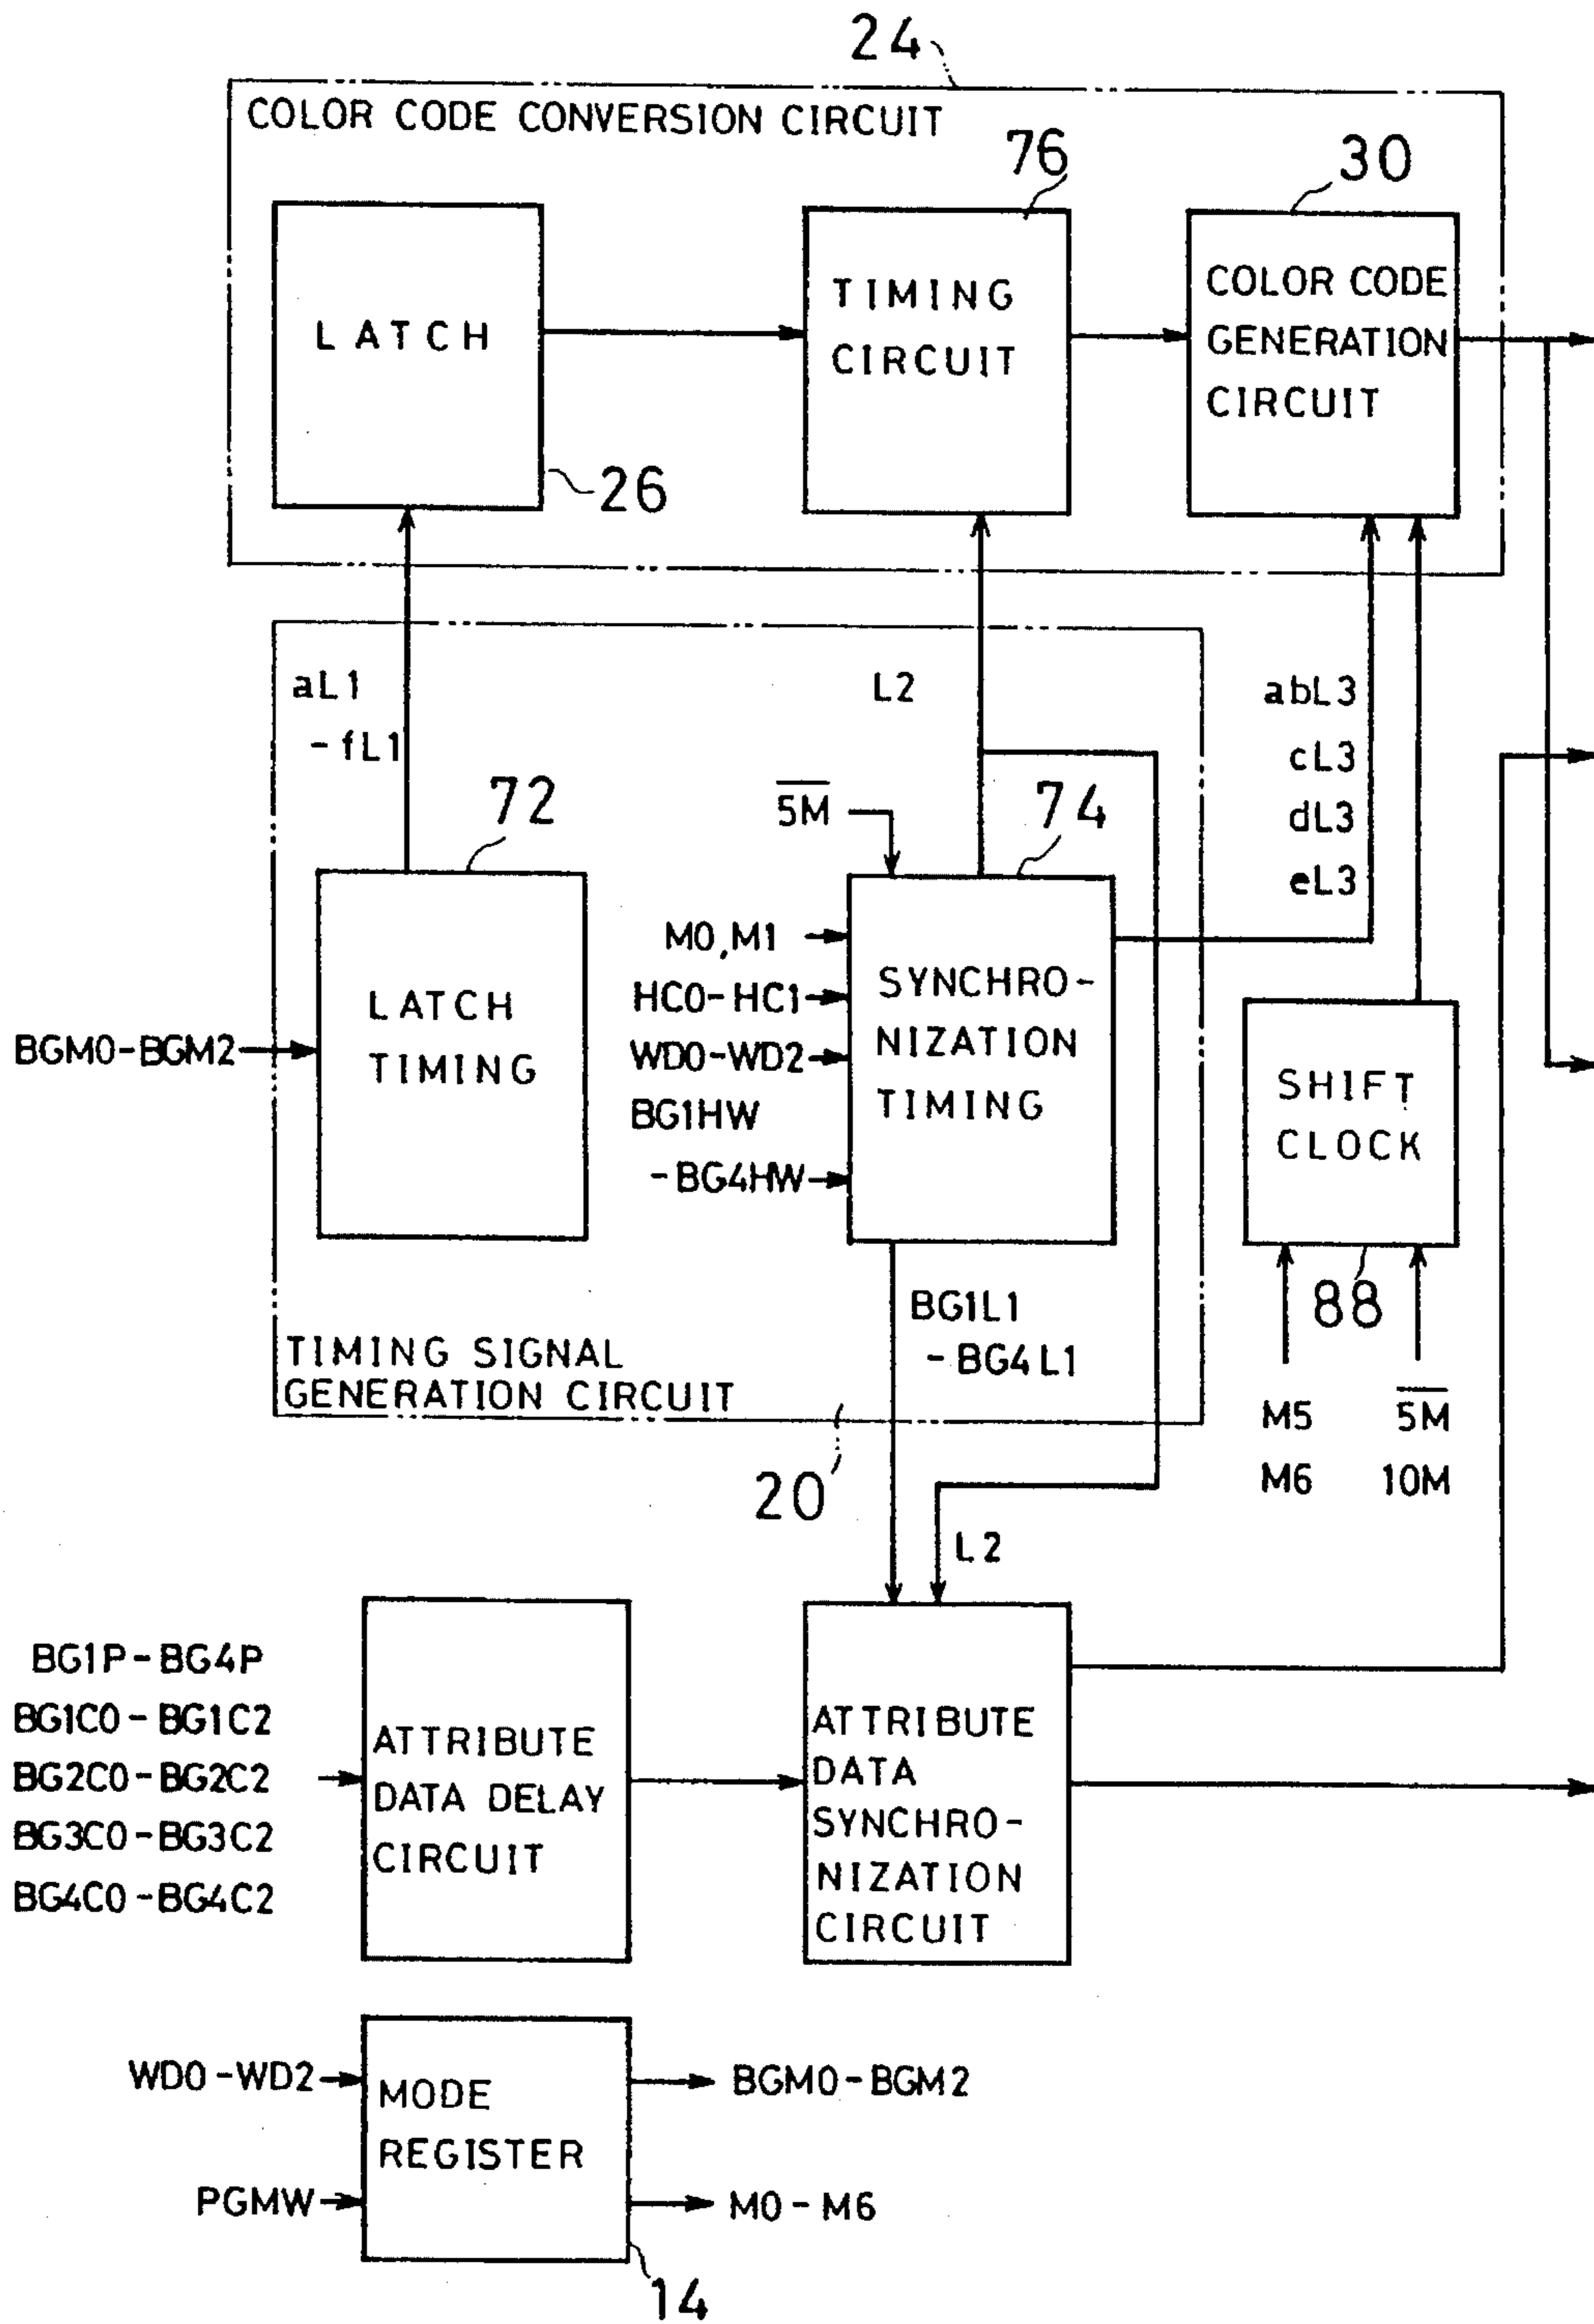 24
COLOR CODE CONVERSION CIRCUIT
76
30
LATCH
TIMING
CIRCUIT
COLOR CODE
GENERATION
CIRCUIT
26
aL1
-fL1
L2
abL3
cL3
dL3
eL3
72
5M
74
LATCH
TIMING
BGM0-BGM2
M0,M1
HC0-HC1
WD0-WD2
BG1HW
-BG4HW
SYNCHRO-
NIZATION
TIMING
SHIFT
CLOCK
88
M5
M6
5M
10M
BG1L1
-BG4L1
TIMING SIGNAL
GENERATION CIRCUIT
20
L2
BG1P-BG4P
BG1C0-BG1C2
BG2C0-BG2C2
BG3C0-BG3C2
BG4C0-BG4C2
ATTRIBUTE
DATA DELAY
CIRCUIT
ATTRIBUTE
DATA
SYNCHRO-
NIZATION
CIRCUIT
WD0-WD2
PGMW
MODE
REGISTER
BGM0-BGM2
M0-M6
14